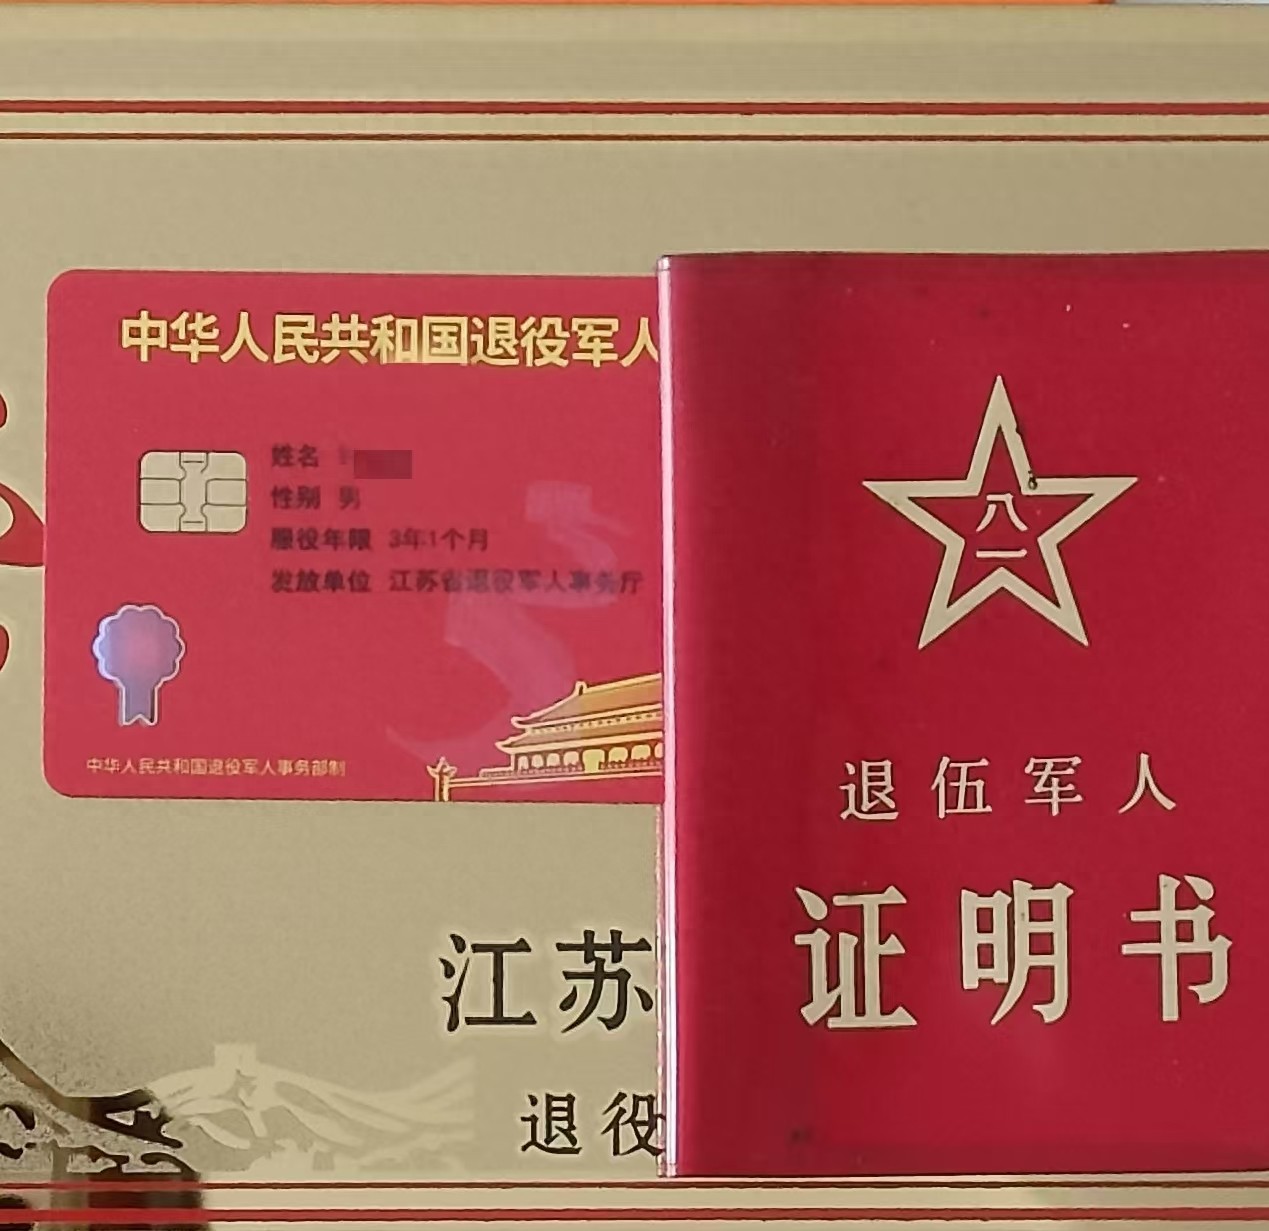 中华人民共和国退役军人
姓名
性别 男
服役年限 3年1个月
发放单位 江苏省退役军人事务厅
中华人民共和国退役军人事务部制
八一
退伍军人
证明书
江苏
退役